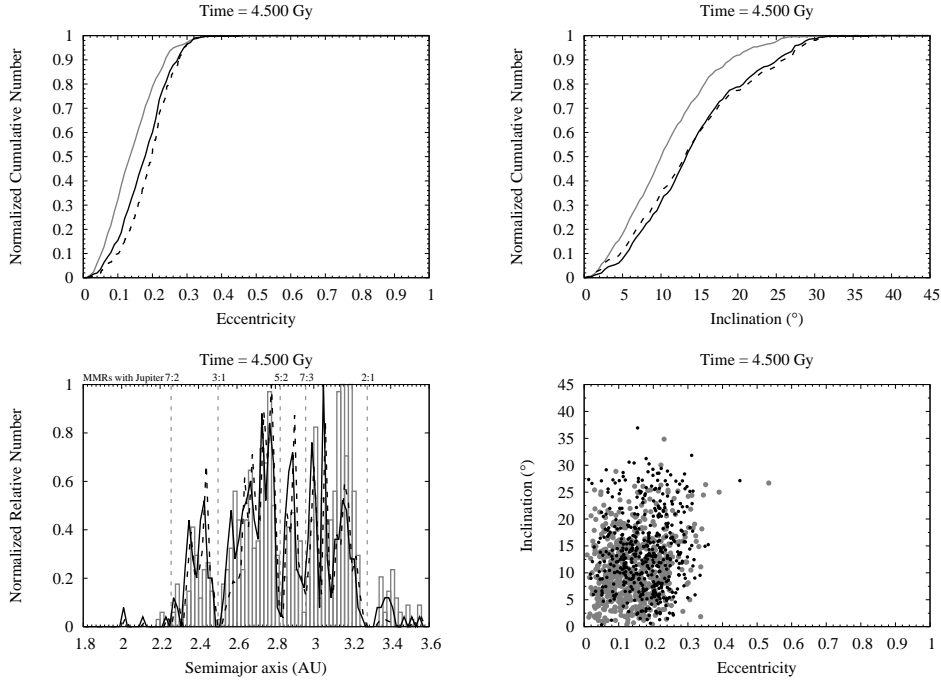 Time = 4.500 Gy
Normalized Cumulative Number
1
0.9
0.8
0.7
0.6
0.5
0.4
0.3
0.2
0.1
0
0 0.1 0.2 0.3 0.4 0.5 0.6 0.7 0.8 0.9 1
Eccentricity
Time = 4.500 Gy
Normalized Cumulative Number
1
0.9
0.8
0.7
0.6
0.5
0.4
0.3
0.2
0.1
0
0 5 10 15 20 25 30 35 40 45
Inclination (°)
Time = 4.500 Gy
MMRs with Jupiter 7:2 3:1 5:2 7:3 2:1
Normalized Relative Number
1
0.8
0.6
0.4
0.2
0
1.8 2 2.2 2.4 2.6 2.8 3 3.2 3.4 3.6
Semimajor axis (AU)
Time = 4.500 Gy
Inclination (°)
45
40
35
30
25
20
15
10
5
0
0 0.1 0.2 0.3 0.4 0.5 0.6 0.7 0.8 0.9 1
Eccentricity